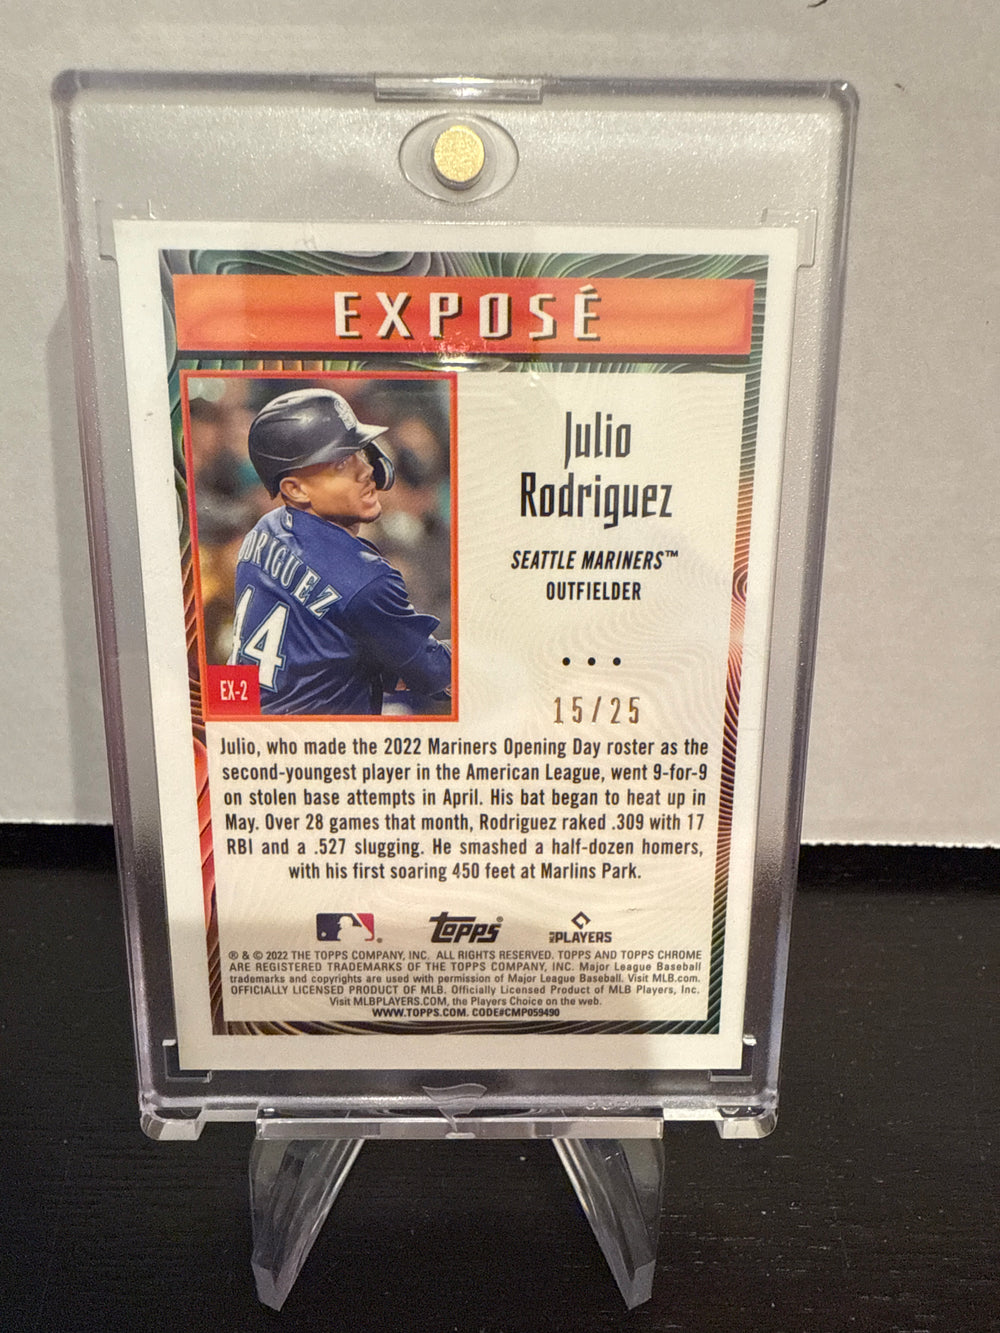 EXPOSÉ
Julio
Rodriguez
SEATTLE MARINERS™
OUTFIELDER
DRIGUEZ
44
EX-2
• • •
15/25
Julio, who made the 2022 Mariners Opening Day roster as the
second-youngest player in the American League, went 9-for-9
on stolen base attempts in April. His bat began to heat up in
May. Over 28 games that month, Rodriguez raked .309 with 17
RBI and a .527 slugging. He smashed a half-dozen homers,
with his first soaring 450 feet at Marlins Park.
topps®
PLAYERS
® & © 2022 THE TOPPS COMPANY, INC. ALL RIGHTS RESERVED. TOPPS AND TOPPS CHROME
ARE REGISTERED TRADEMARKS OF THE TOPPS COMPANY, INC. Major League Baseball
trademarks and copyrights are used with permission of Major League Baseball. Visit MLB.com.
OFFICIALLY LICENSED PRODUCT OF MLB. Officially Licensed Product of MLB Players, Inc.
Visit MLBPLAYERS.COM, the Players Choice on the web.
WWW.TOPPS.COM. CODE#CMP059490